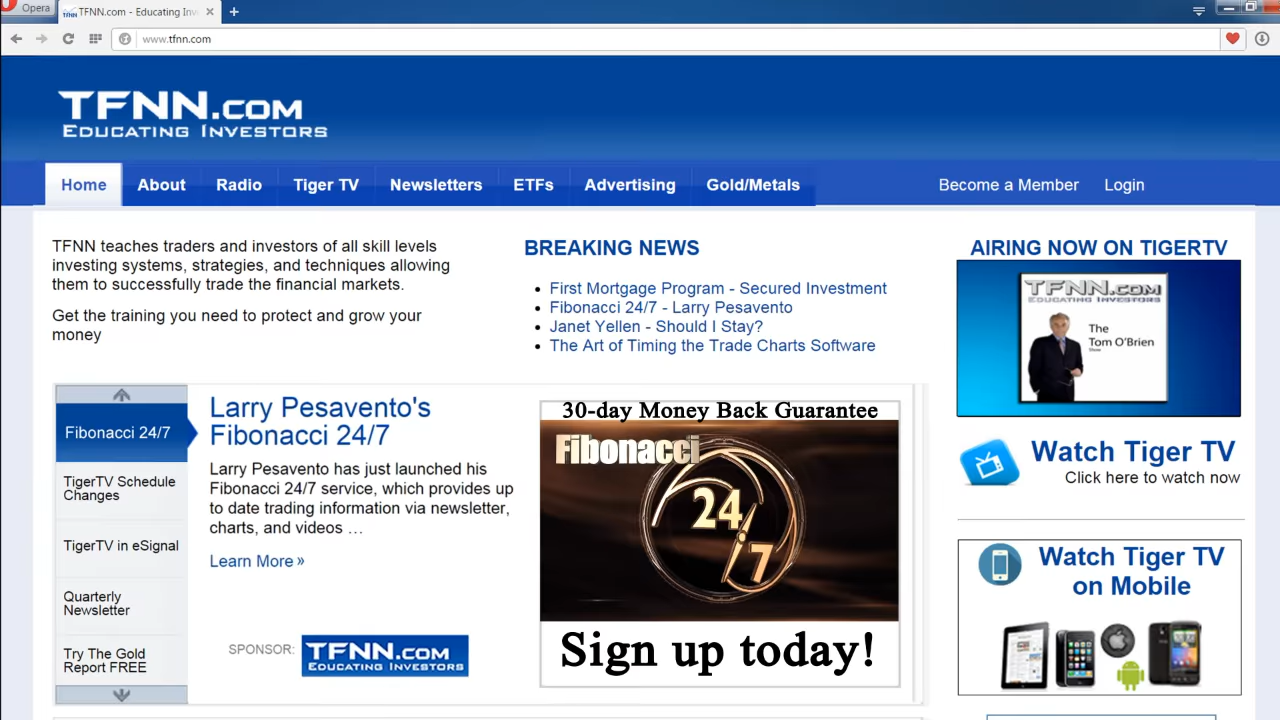 Opera
TFNN.com - Educating Inv
www.tfnn.com
TFNN.COM
EDUCATING INVESTORS
Home About Radio Tiger TV Newsletters ETFs Advertising Gold/Metals Become a Member Login
TFNN teaches traders and investors of all skill levels
investing systems, strategies, and techniques allowing
them to successfully trade the financial markets.
Get the training you need to protect and grow your
money
BREAKING NEWS
First Mortgage Program - Secured Investment
Fibonacci 24/7 - Larry Pesavento
Janet Yellen - Should I Stay?
The Art of Timing the Trade Charts Software
AIRING NOW ON TIGERTV
TFNN.COM
EDUCATING INVESTORS
The
Tom O'Brien
Show
Watch Tiger TV
Click here to watch now
Watch Tiger TV
on Mobile
Fibonacci 24/7
TigerTV Schedule
Changes
TigerTV in eSignal
Quarterly
Newsletter
Try The Gold
Report FREE
Larry Pesavento's
Fibonacci 24/7
Larry Pesavento has just launched his
Fibonacci 24/7 service, which provides up
to date trading information via newsletter,
charts, and videos …
Learn More »
SPONSOR:
TFNN.COM
EDUCATING INVESTORS
30-day Money Back Guarantee
Fibonacci
24/7
Sign up today!